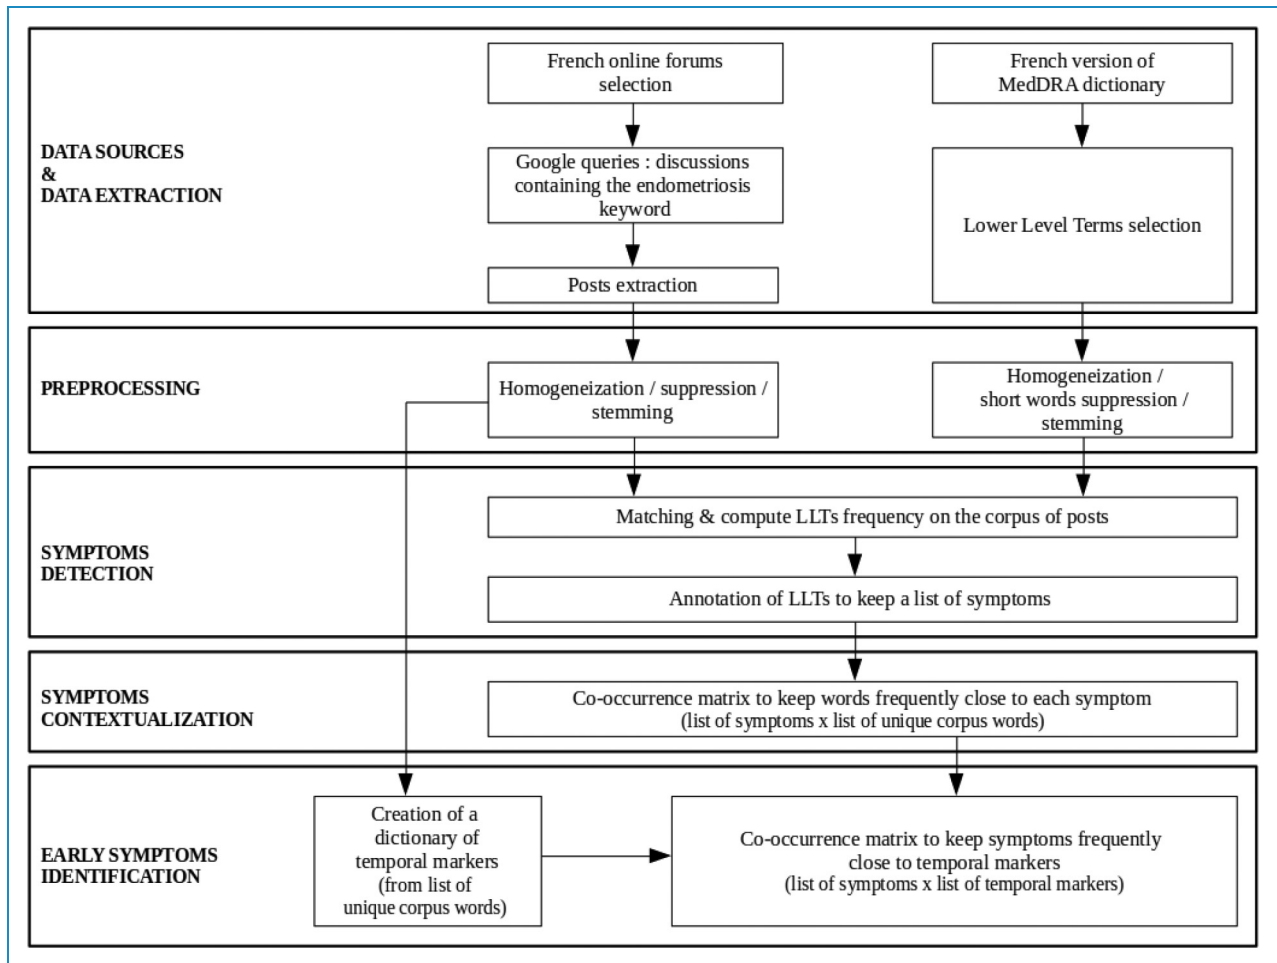 DATA SOURCES
&
DATA EXTRACTION
French online forums
selection
French version of
MedDRA dictionary
Google queries : discussions
containing the endometriosis
keyword
Lower Level Terms selection
Posts extraction
PREPROCESSING
Homogeneization / suppression /
stemming
Homogeneization /
short words suppression /
stemming
SYMPTOMS
DETECTION
Matching & compute LLTs frequency on the corpus of posts
Annotation of LLTs to keep a list of symptoms
SYMPTOMS
CONTEXTUALIZATION
Co-occurrence matrix to keep words frequently close to each symptom
(list of symptoms x list of unique corpus words)
EARLY SYMPTOMS
IDENTIFICATION
Creation of a
dictionary of
temporal markers
(from list of
unique corpus words)
Co-occurrence matrix to keep symptoms frequently
close to temporal markers
(list of symptoms x list of temporal markers)